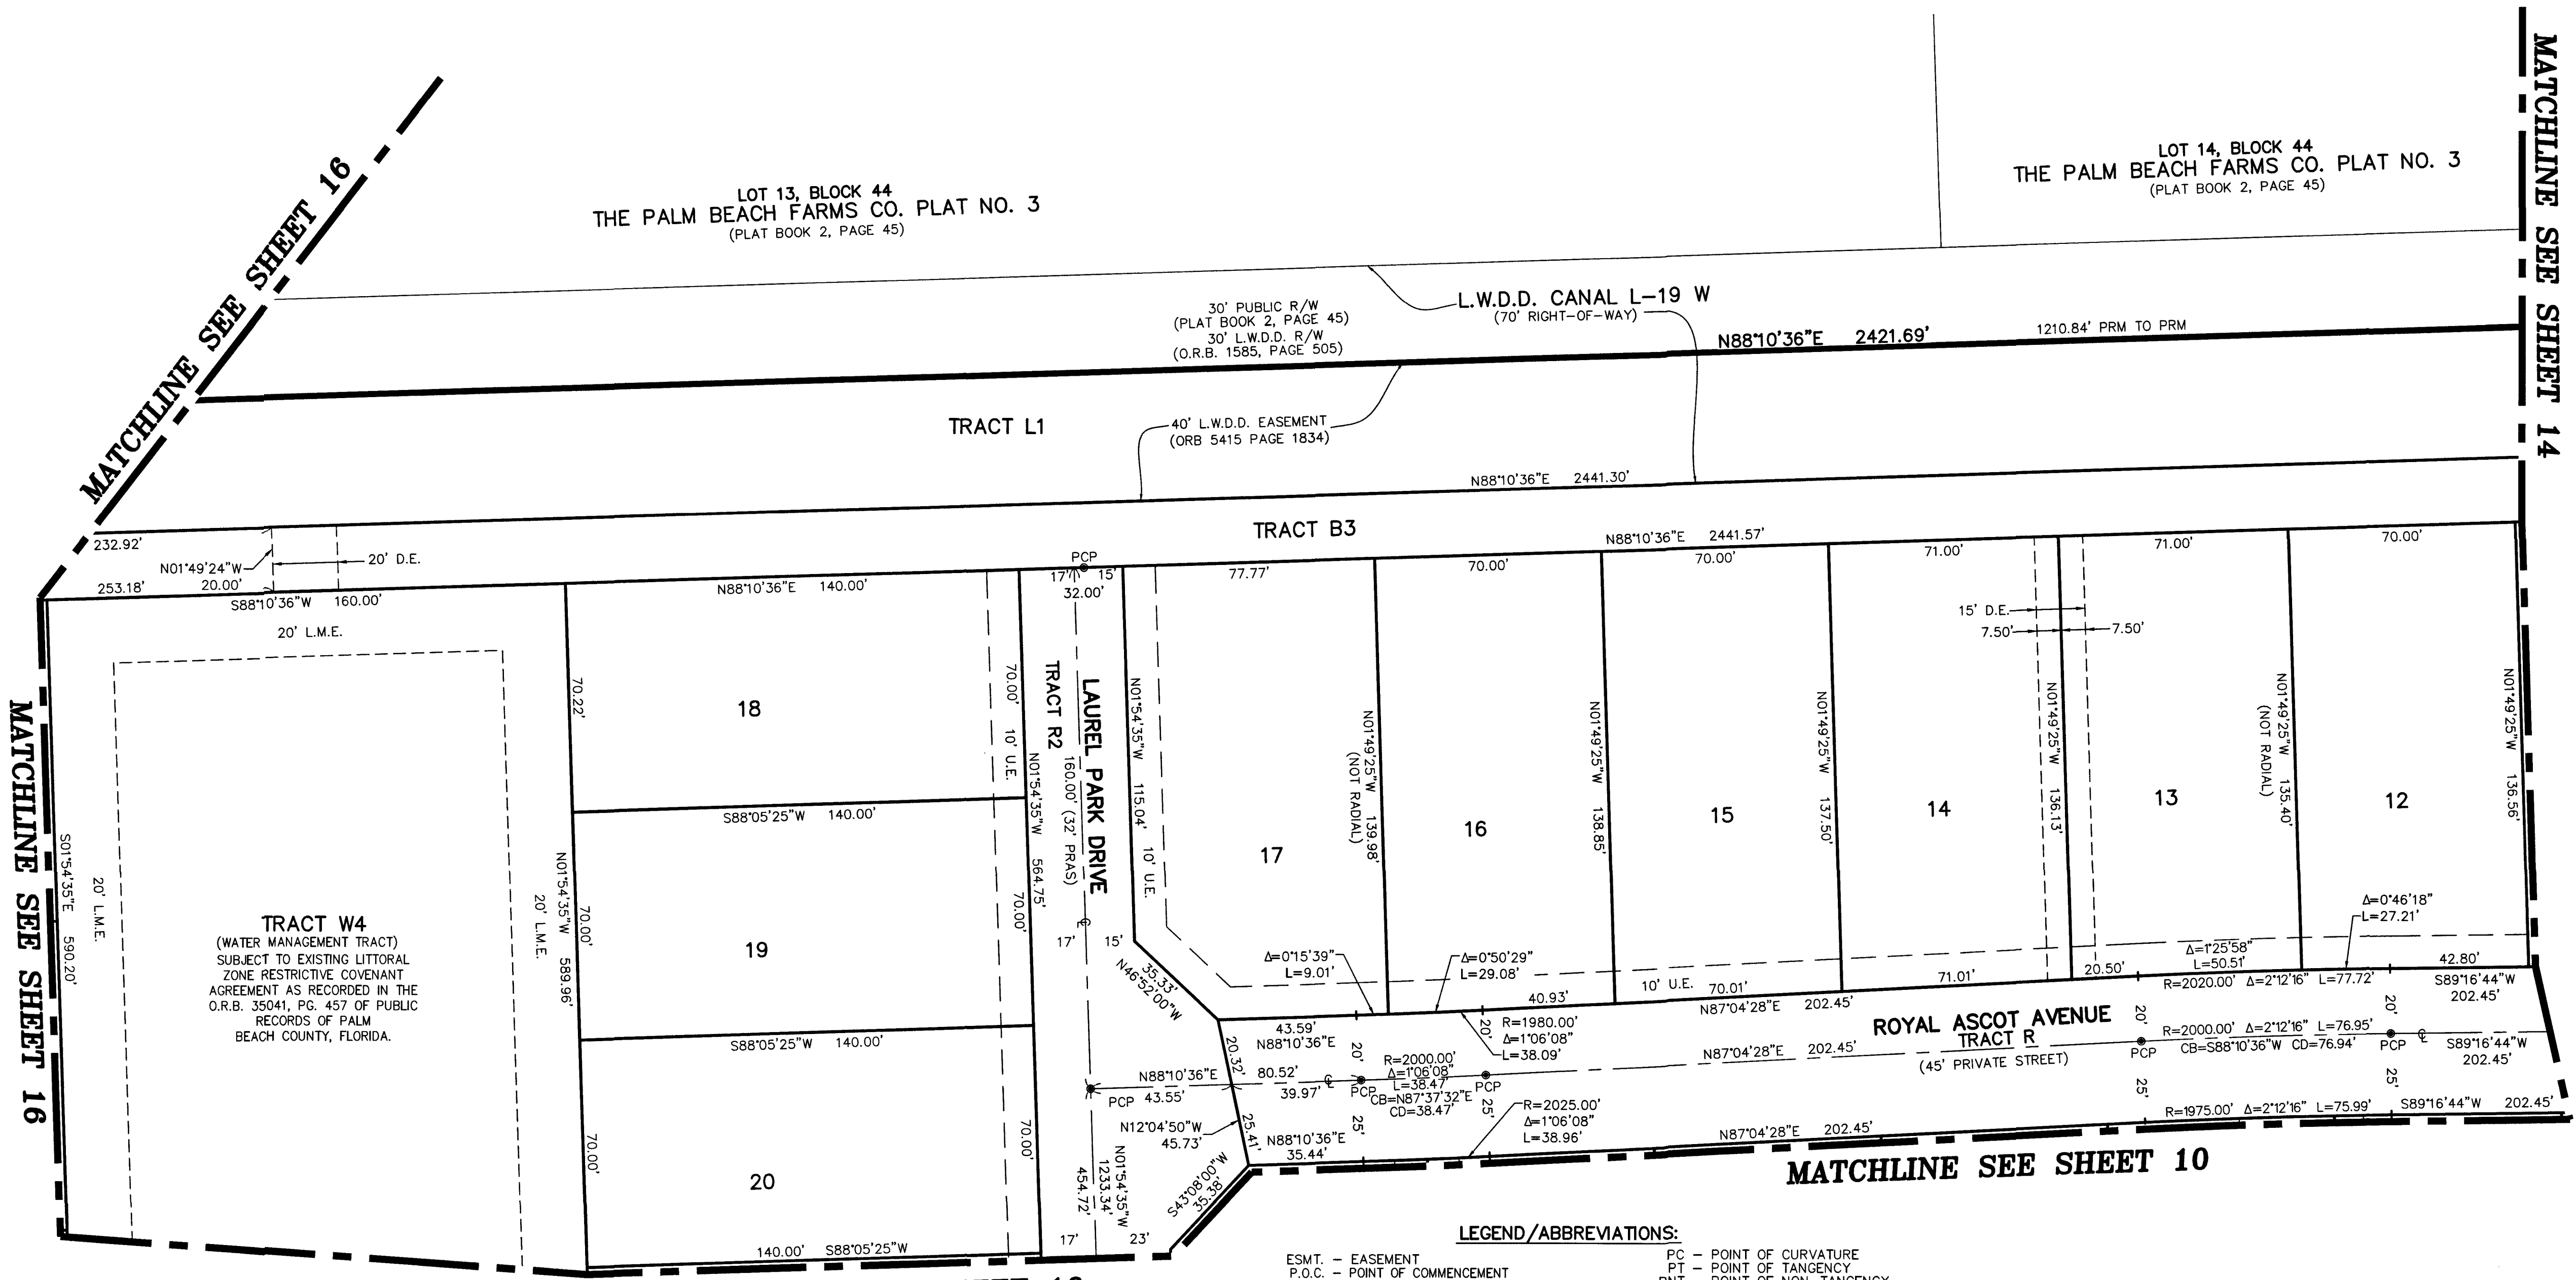 MATCHLINE SEE SHEET 16
LOT 13, BLOCK 44
THE PALM BEACH FARMS CO. PLAT NO. 3
(PLAT BOOK 2, PAGE 45)
LOT 14, BLOCK 44
THE PALM BEACH FARMS CO. PLAT NO. 3
(PLAT BOOK 2, PAGE 45)
MATCHLINE SEE SHEET 14
30' PUBLIC R/W
(PLAT BOOK 2, PAGE 45)
30' L.W.D.D. R/W
(O.R.B. 1585, PAGE 505)
L.W.D.D. CANAL L-19 W
(70' RIGHT-OF-WAY)
N88°10'36"E 2421.69'
1210.84' PRM TO PRM
TRACT L1
40' L.W.D.D. EASEMENT
(ORB 5415 PAGE 1834)
N88°10'36"E 2441.30'
TRACT B3
N88°10'36"E 2441.57'
232.92'
N01°49'24"W
20' D.E.
253.18'
20.00'
S88°10'36"W 160.00'
N88°10'36"E 140.00'
PCP
17'
15'
32.00'
77.77'
70.00'
70.00'
71.00'
71.00'
70.00'
20' L.M.E.
15' D.E.
7.50'
7.50'
70.22'
18
70.00'
10' U.E.
TRACT R2
LAUREL PARK DRIVE
160.00' (32' PRAS)
N01°54'35"W 115.04'
10' U.E.
N01°49'25"W 139.98'
(NOT RADIAL)
N01°49'25"W 138.85'
N01°49'25"W 137.50'
N01°49'25"W 136.13'
N01°49'25"W 135.40'
(NOT RADIAL)
N01°49'25"W 136.56'
17
16
15
14
13
12
S88°05'25"W 140.00'
N01°54'35"W 564.75'
MATCHLINE SEE SHEET 16
S01°54'35"E 590.20'
20' L.M.E.
TRACT W4
(WATER MANAGEMENT TRACT)
SUBJECT TO EXISTING LITTORAL
ZONE RESTRICTIVE COVENANT
AGREEMENT AS RECORDED IN THE
O.R.B. 35041, PG. 457 OF PUBLIC
RECORDS OF PALM
BEACH COUNTY, FLORIDA.
20' L.M.E.
N01°54'35"W 589.96'
70.00'
19
70.00'
17'
15'
35.33'
N46°52'00"W
Δ=0°15'39"
L=9.01'
Δ=0°50'29"
L=29.08'
10' U.E.
40.93'
70.01'
71.01'
20.50'
Δ=1°25'58"
L=50.51'
Δ=0°46'18"
L=27.21'
42.80'
S88°05'25"W 140.00'
43.59'
N88°10'36"E
R=1980.00'
Δ=1°06'08"
L=38.09'
N87°04'28"E 202.45'
R=2020.00' Δ=2°12'16" L=77.72'
S89°16'44"W
202.45'
ROYAL ASCOT AVENUE
TRACT R
(45' PRIVATE STREET)
20.32'
20'
20'
20'
20'
N88°10'36"E 80.52'
PCP 43.55'
39.97'
PCP
R=2000.00'
Δ=1°06'08"
L=38.47'
CB=N87°37'32"E
CD=38.47'
PCP
N87°04'28"E 202.45'
PCP
R=2000.00' Δ=2°12'16" L=76.95'
CB=S88°10'36"W CD=76.94'
PCP
S89°16'44"W
202.45'
25'
25'
25'
25'
N12°04'50"W
45.73'
25.41'
N88°10'36"E
35.44'
R=2025.00'
Δ=1°06'08"
L=38.96'
N87°04'28"E 202.45'
R=1975.00' Δ=2°12'16" L=75.99'
S89°16'44"W 202.45'
MATCHLINE SEE SHEET 10
70.00'
20
70.00'
N01°54'35"W
1233.34'
454.72'
S43°08'00"W
35.38'
140.00' S88°05'25"W
17'
23'
LEGEND/ABBREVIATIONS:
ESMT. - EASEMENT
P.O.C. - POINT OF COMMENCEMENT
PC - POINT OF CURVATURE
PT - POINT OF TANGENCY